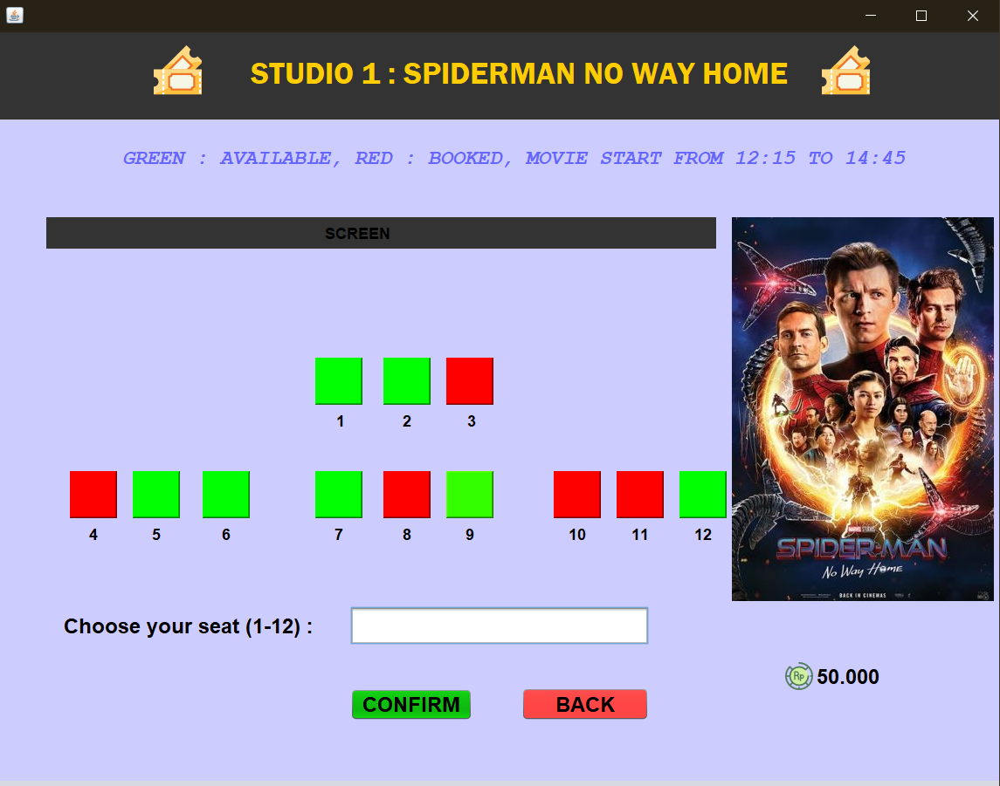 STUDIO 1 : SPIDERMAN NO WAY HOME
GREEN : AVAILABLE, RED : BOOKED, MOVIE START FROM 12:15 TO 14:45
SCREEN
1 2 3
4 5 6 7 8 9 10 11 12
MARVEL STUDIOS
SPIDER-MAN
No Way Home
BACK IN CINEMAS
Choose your seat (1-12) :
Rp 50.000
CONFIRM BACK